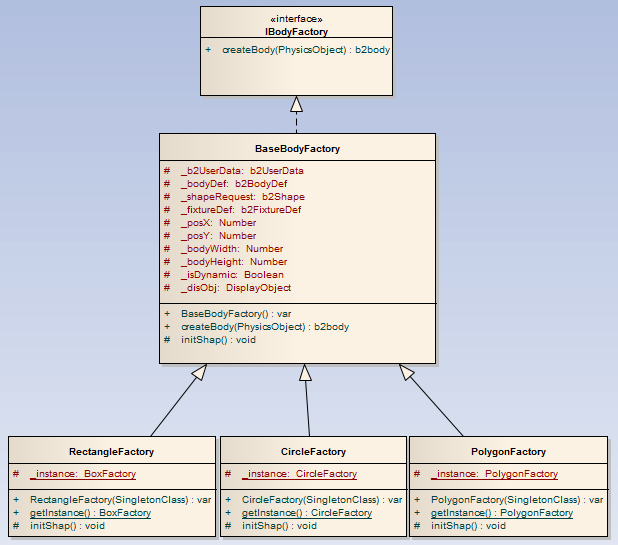 «interface»
IBodyFactory
+ createBody(PhysicsObject) : b2body
BaseBodyFactory
# _b2UserData: b2UserData
# _bodyDef: b2BodyDef
# _shapeRequest: b2Shape
# _fixtureDef: b2FixtureDef
# _posX: Number
# _posY: Number
# _bodyWidth: Number
# _bodyHeight: Number
# _isDynamic: Boolean
# _disObj: DisplayObject
+ BaseBodyFactory() : var
+ createBody(PhysicsObject) : b2body
# initShap() : void
RectangleFactory
# _instance: BoxFactory
+ RectangleFactory(SingletonClass) : var
+ getInstance() : BoxFactory
# initShap() : void
CircleFactory
# _instance: CircleFactory
+ CircleFactory(SingletonClass) : var
+ getInstance() : CircleFactory
# initShap() : void
PolygonFactory
# _instance: PolygonFactory
+ PolygonFactory(SingletonClass) : var
+ getInstance() : PolygonFactory
# initShap() : void